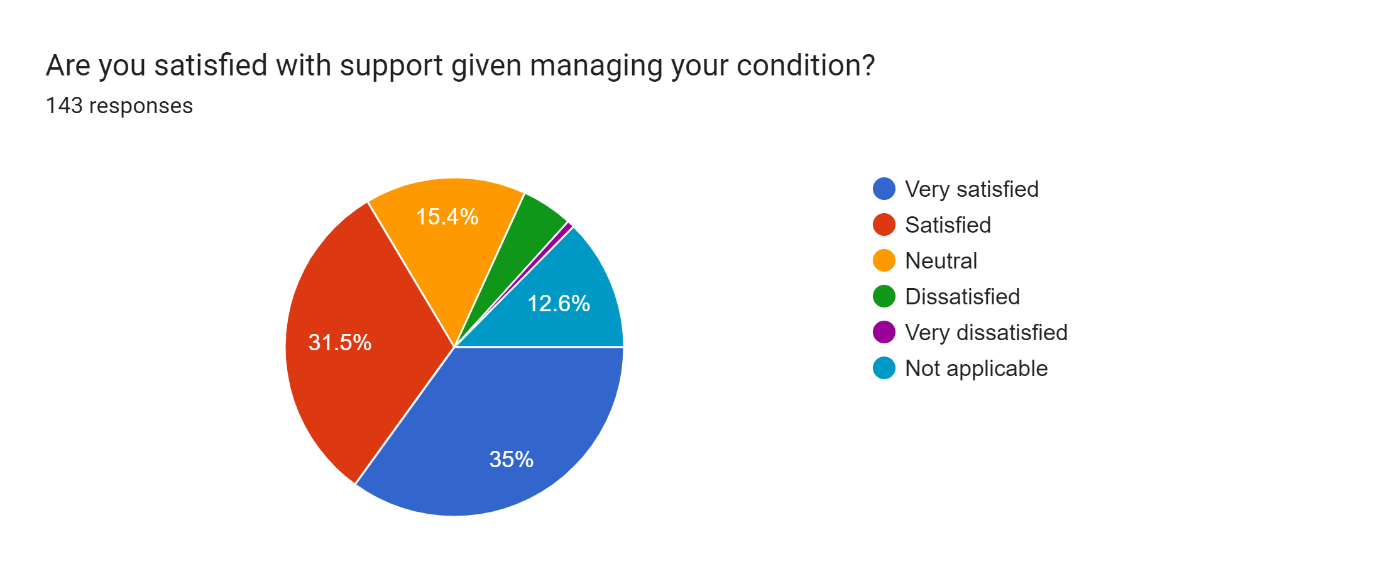 Are you satisfied with support given managing your condition?
143 responses
15.4%
12.6%
31.5%
35%
Very satisfied
Satisfied
Neutral
Dissatisfied
Very dissatisfied
Not applicable